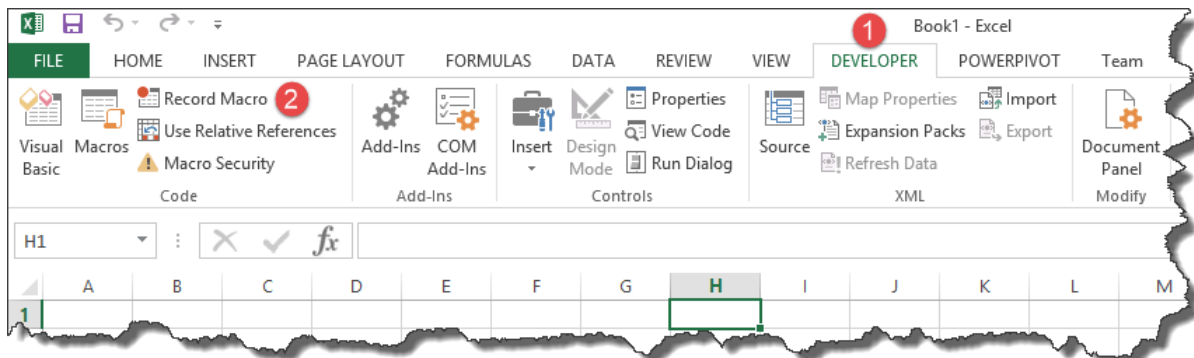 Book1 - Excel
1
FILE HOME INSERT PAGE LAYOUT FORMULAS DATA REVIEW VIEW DEVELOPER POWERPIVOT Team
Visual Basic
Macros
Record Macro 2
Use Relative References
Macro Security
Code
Add-Ins
COM Add-Ins
Add-Ins
Insert
Design Mode
Properties
View Code
Run Dialog
Controls
Source
Map Properties
Expansion Packs
Refresh Data
Import
Export
XML
Document Panel
Modify
H1 fx
A B C D E F G H I J K L M
1